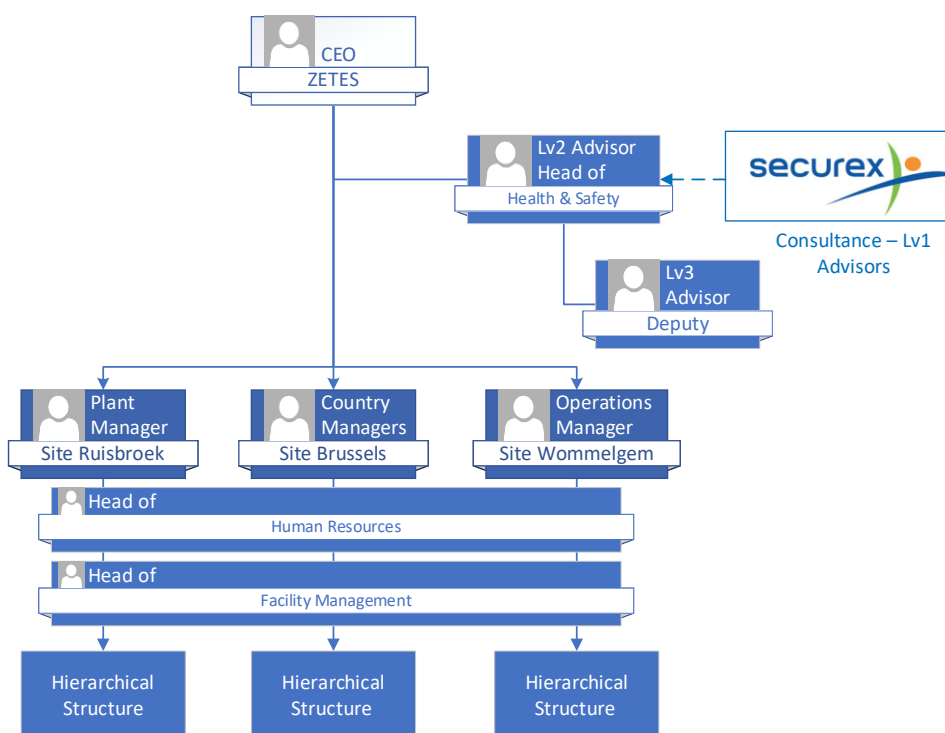 CEO
ZETES
Lv2 Advisor
Head of
Health & Safety
securex
Consultance – Lv1
Advisors
Lv3
Advisor
Deputy
Plant
Manager
Site Ruisbroek
Country
Managers
Site Brussels
Operations
Manager
Site Wommelgem
Head of
Human Resources
Head of
Facility Management
Hierarchical
Structure
Hierarchical
Structure
Hierarchical
Structure